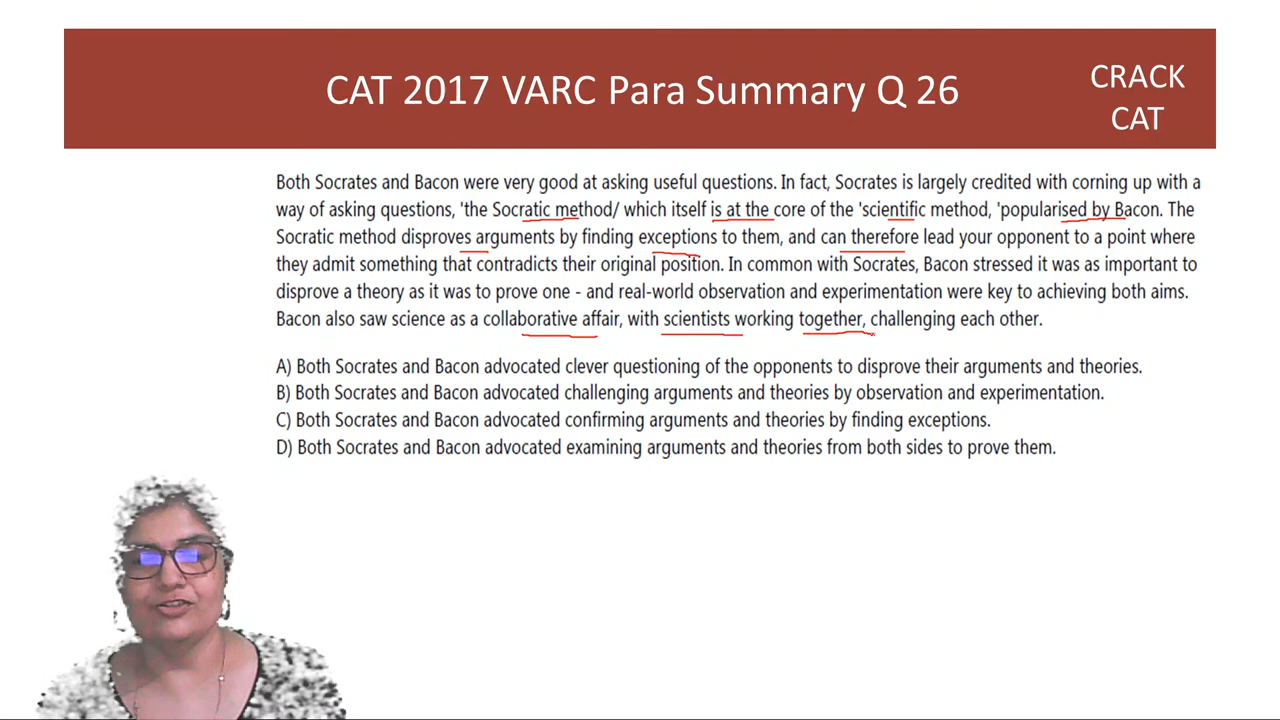 CAT 2017 VARC Para Summary Q 26
CRACK
CAT
Both Socrates and Bacon were very good at asking useful questions. In fact, Socrates is largely credited with corning up with a
way of asking questions, 'the Socratic method/ which itself is at the core of the 'scientific method, 'popularised by Bacon. The
Socratic method disproves arguments by finding exceptions to them, and can therefore lead your opponent to a point where
they admit something that contradicts their original position. In common with Socrates, Bacon stressed it was as important to
disprove a theory as it was to prove one - and real-world observation and experimentation were key to achieving both aims.
Bacon also saw science as a collaborative affair, with scientists working together, challenging each other.
A) Both Socrates and Bacon advocated clever questioning of the opponents to disprove their arguments and theories.
B) Both Socrates and Bacon advocated challenging arguments and theories by observation and experimentation.
C) Both Socrates and Bacon advocated confirming arguments and theories by finding exceptions.
D) Both Socrates and Bacon advocated examining arguments and theories from both sides to prove them.